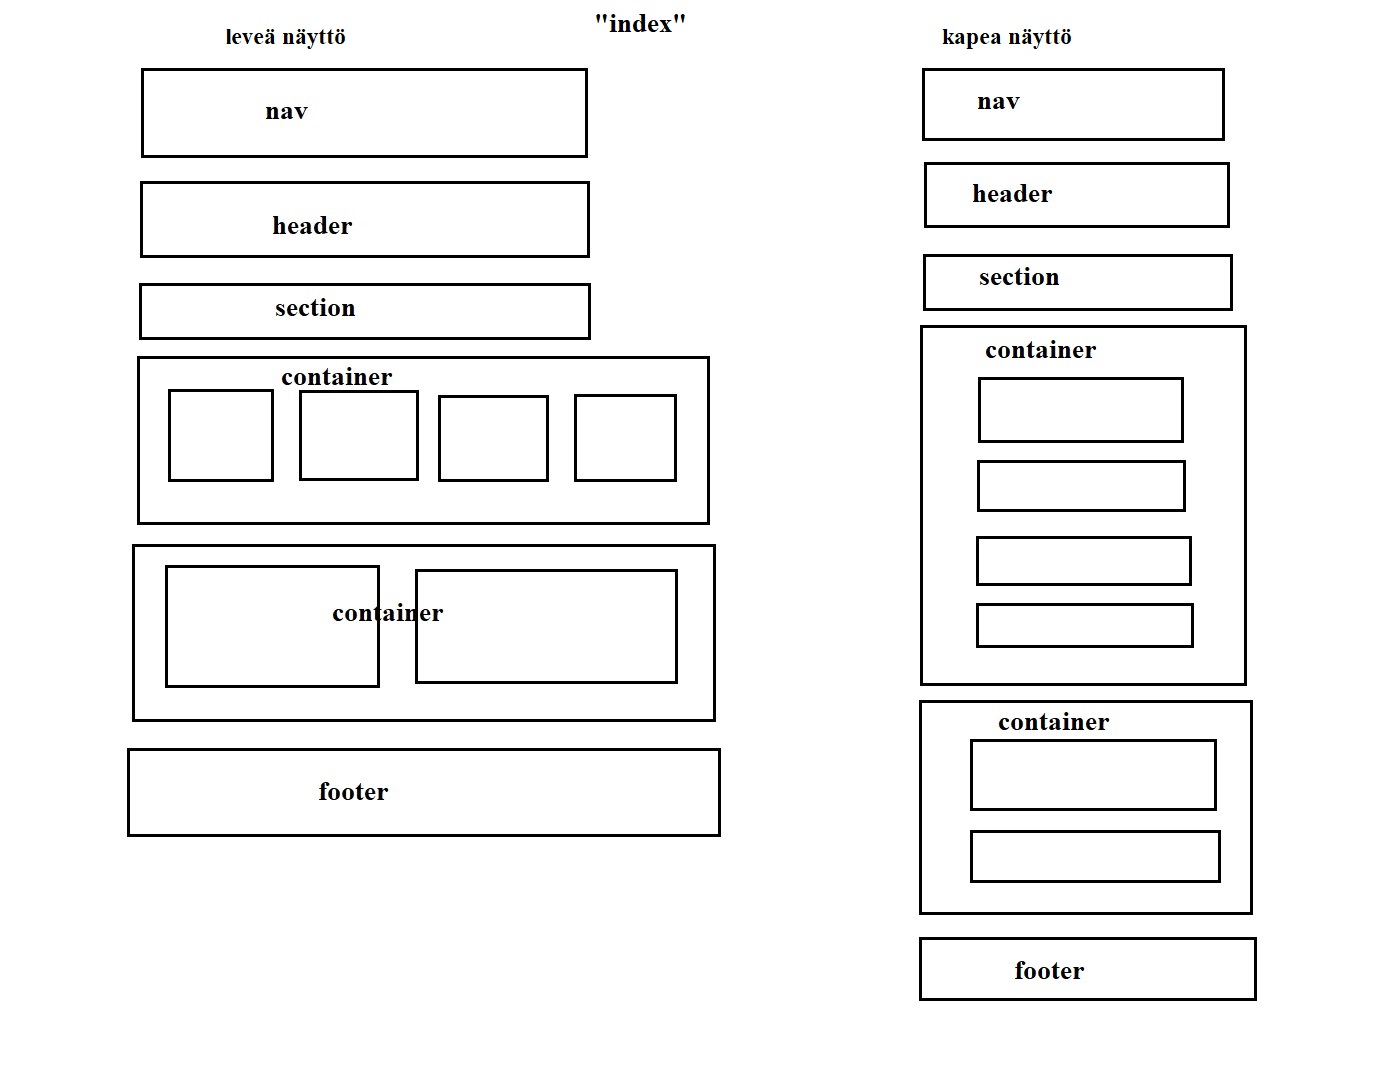 "index"
leveä näyttö
nav
header
section
container
container
footer
kapea näyttö
nav
header
section
container
container
footer